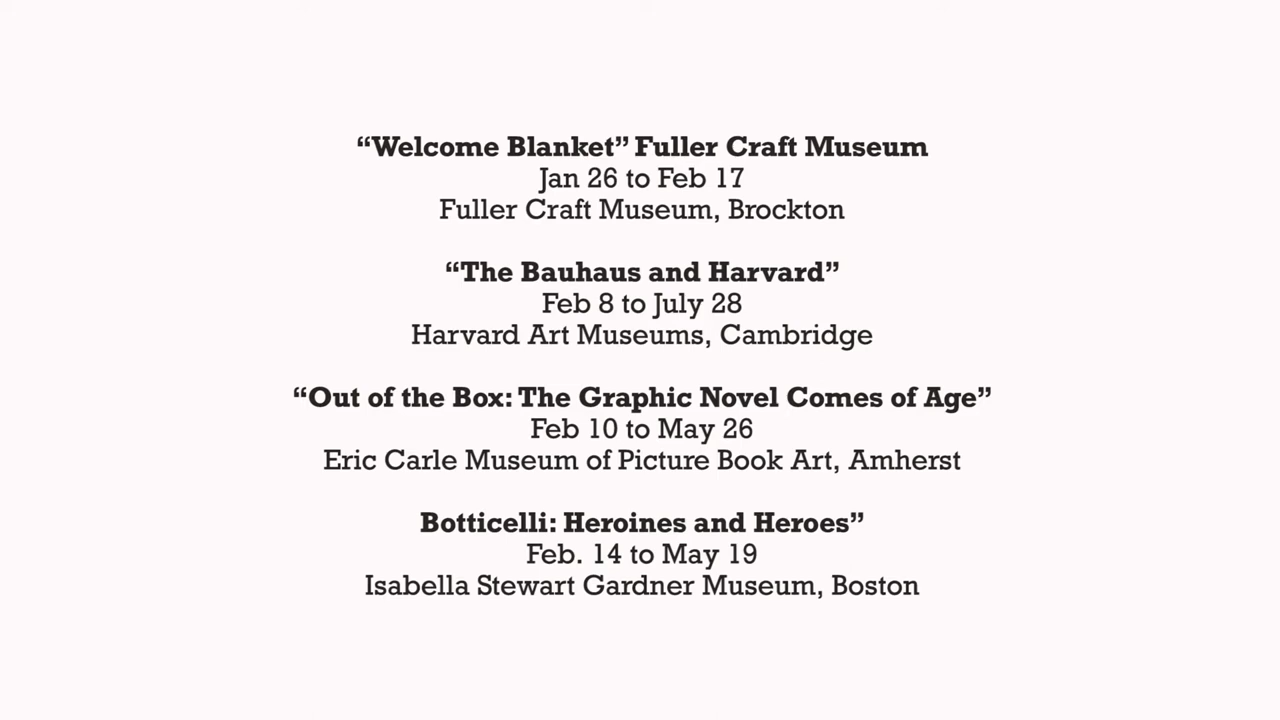 “Welcome Blanket” Fuller Craft Museum
Jan 26 to Feb 17
Fuller Craft Museum, Brockton
“The Bauhaus and Harvard”
Feb 8 to July 28
Harvard Art Museums, Cambridge
“Out of the Box: The Graphic Novel Comes of Age”
Feb 10 to May 26
Eric Carle Museum of Picture Book Art, Amherst
Botticelli: Heroines and Heroes”
Feb. 14 to May 19
Isabella Stewart Gardner Museum, Boston